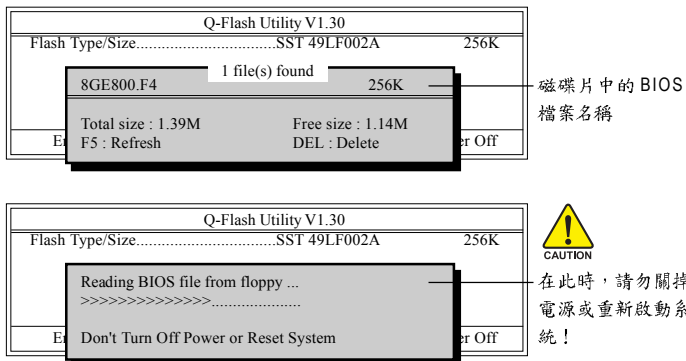 Q-Flash Utility V1.30
Flash Type/Size.................................SST 49LF002A 256K
1 file(s) found
8GE800.F4 256K
Total size : 1.39M Free size : 1.14M
F5 : Refresh DEL : Delete
er Off
磁碟片中的 BIOS
檔案名稱
Q-Flash Utility V1.30
Flash Type/Size.................................SST 49LF002A 256K
CAUTION
Reading BIOS file from floppy ...
>>>>>>>>>>>>>>.....................
Don't Turn Off Power or Reset System
er Off
在此時，請勿關掉
電源或重新啟動系
統！